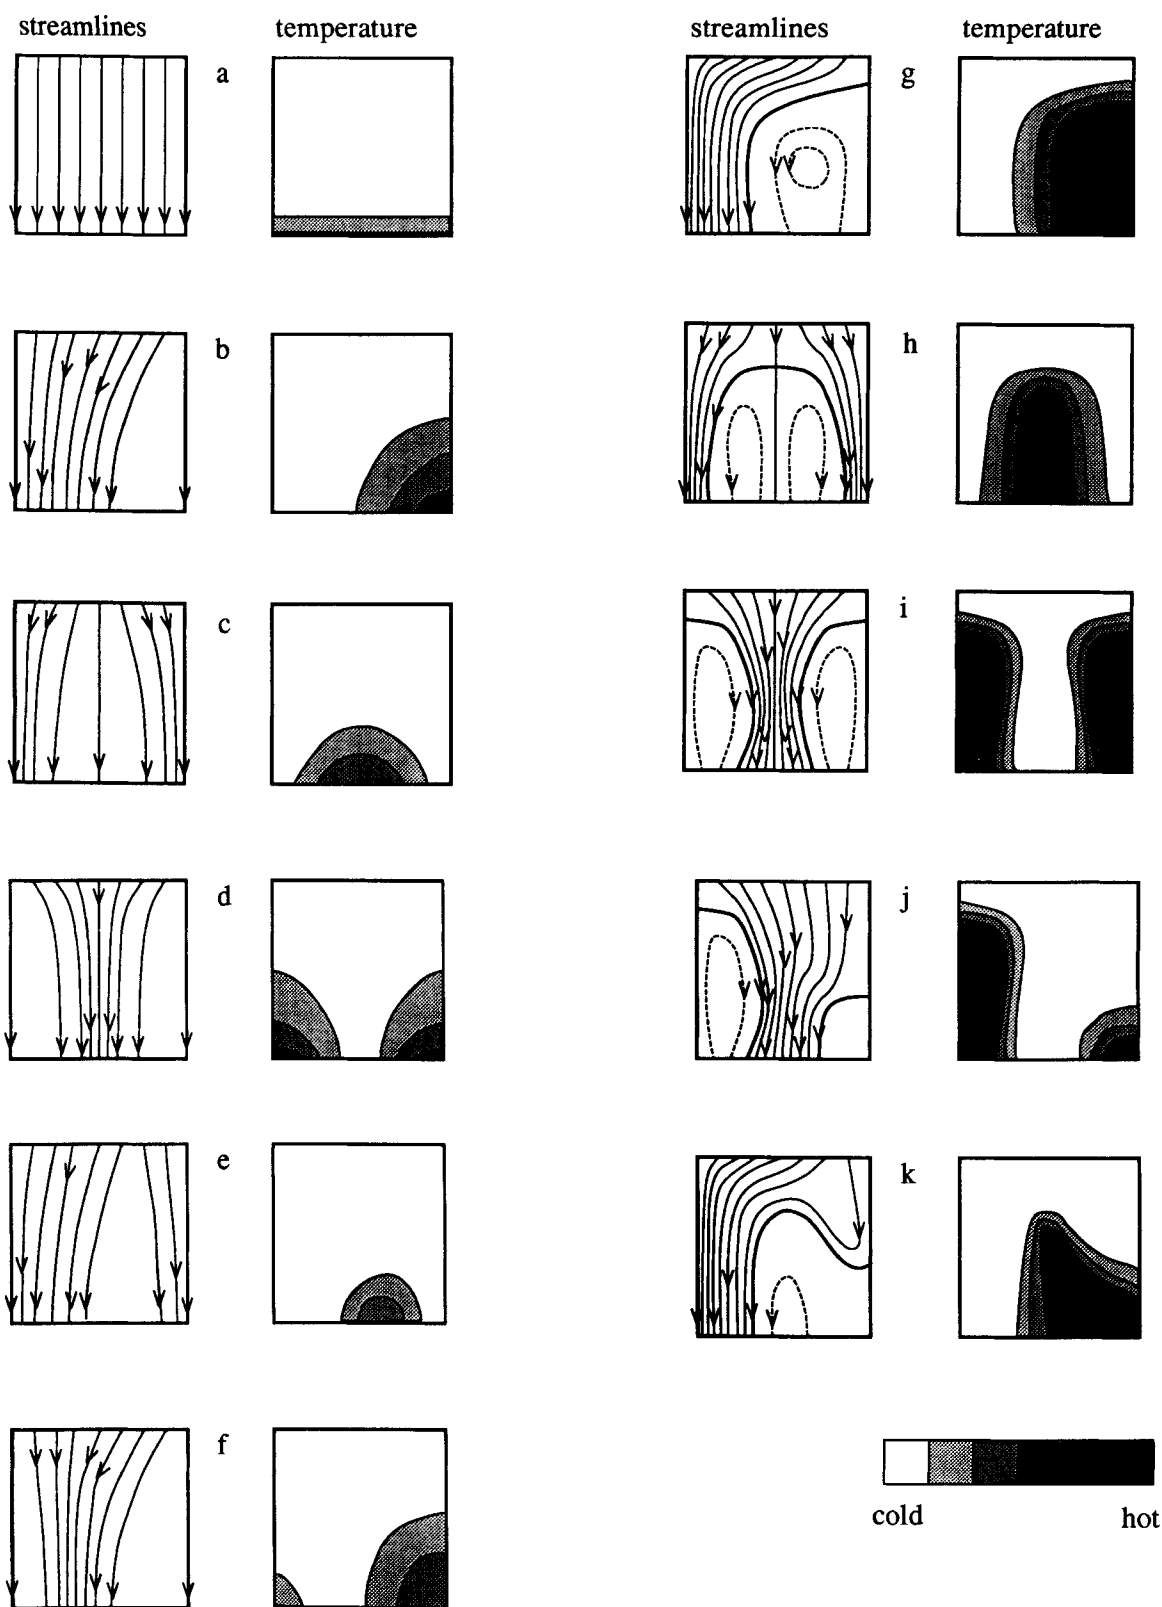 streamlines temperature streamlines temperature
a g
b h
c i
d j
e k
f
cold hot